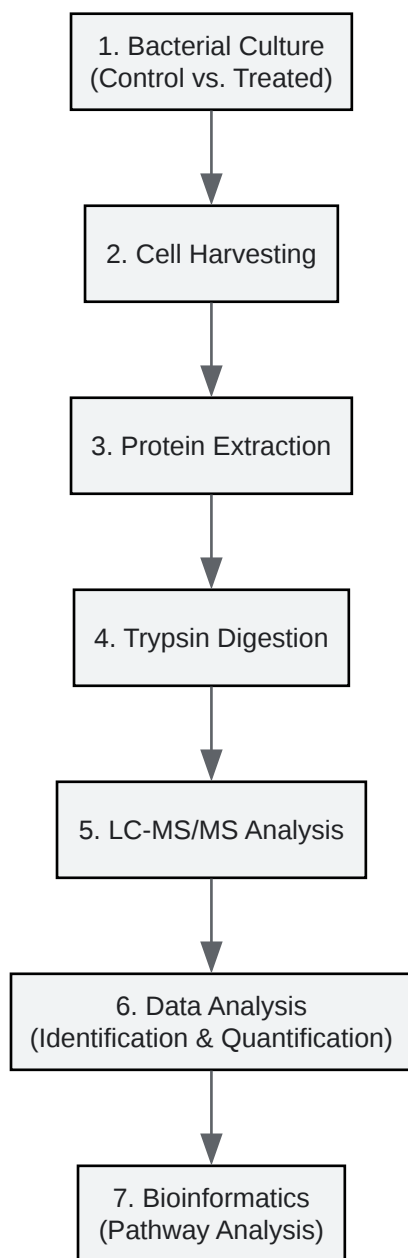 1. Bacterial Culture
(Control vs. Treated)
2. Cell Harvesting
3. Protein Extraction
4. Trypsin Digestion
5. LC-MS/MS Analysis
6. Data Analysis
(Identification & Quantification)
7. Bioinformatics
(Pathway Analysis)